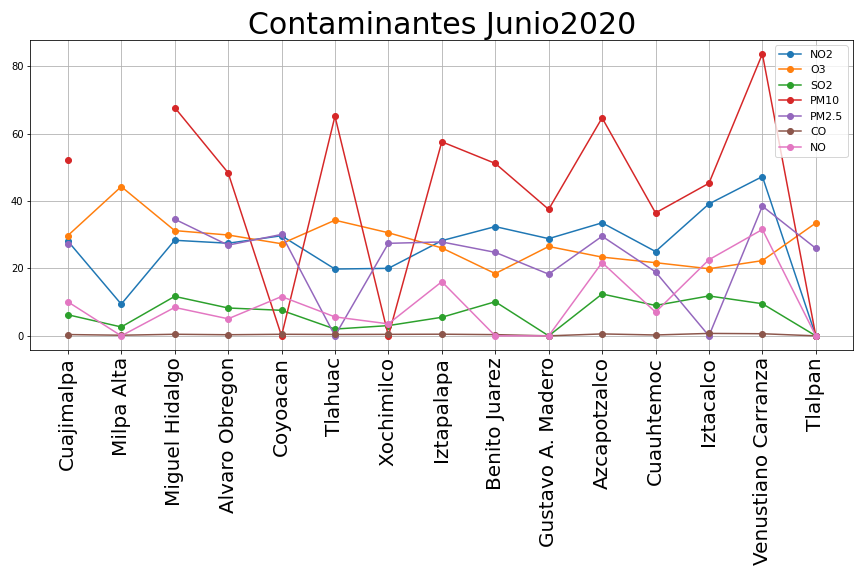 Contaminantes Junio2020
80
60
40
20
0
NO2
O3
SO2
PM10
PM2.5
CO
NO
Cuajimalpa
Milpa Alta
Miguel Hidalgo
Alvaro Obregon
Coyoacan
Tlahuac
Xochimilco
Iztapalapa
Benito Juarez
Gustavo A. Madero
Azcapotzalco
Cuauhtemoc
Iztacalco
Venustiano Carranza
Tlalpan